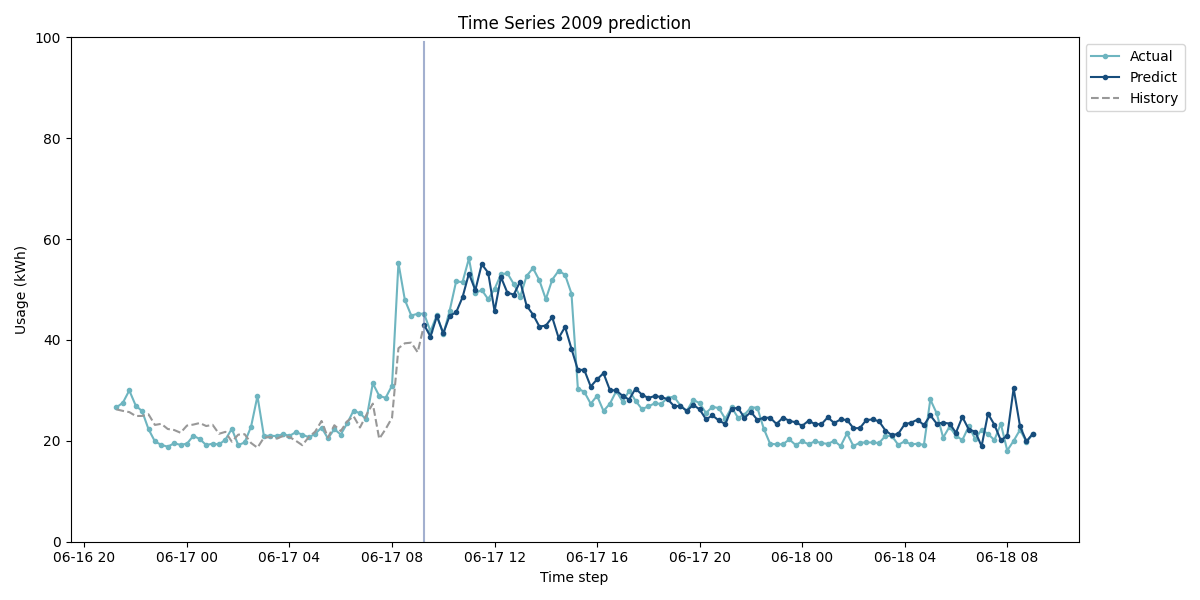 Time Series 2009 prediction
Usage (kWh)
100
80
60
40
20
0
06-16 20 06-17 00 06-17 04 06-17 08 06-17 12 06-17 16 06-17 20 06-18 00 06-18 04 06-18 08
Time step
Actual
Predict
History